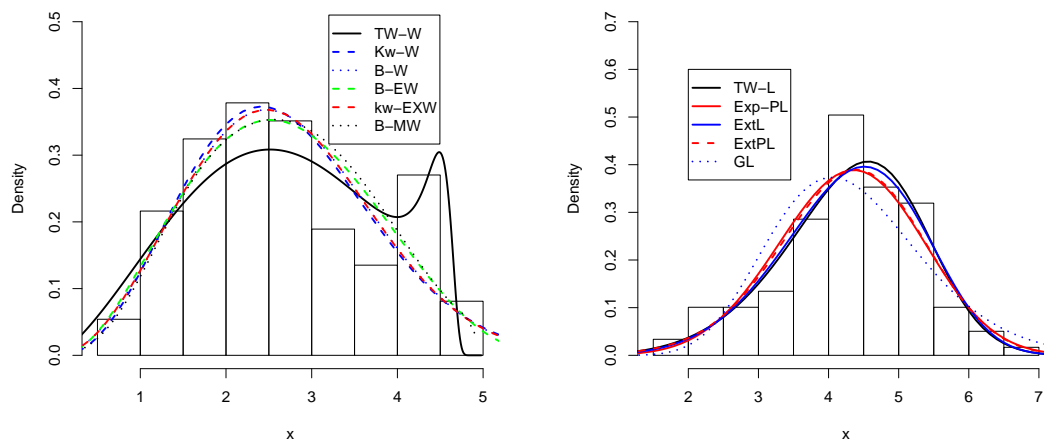 0.5
0.4
0.3
0.2
0.1
0.0
Density
1 2 3 4 5
x
TW−W
Kw−W
B−W
B−EW
kw−EXW
B−MW
0.7
0.6
0.5
0.4
0.3
0.2
0.1
0.0
Density
2 3 4 5 6 7
x
TW−L
Exp−PL
ExtL
ExtPL
GL